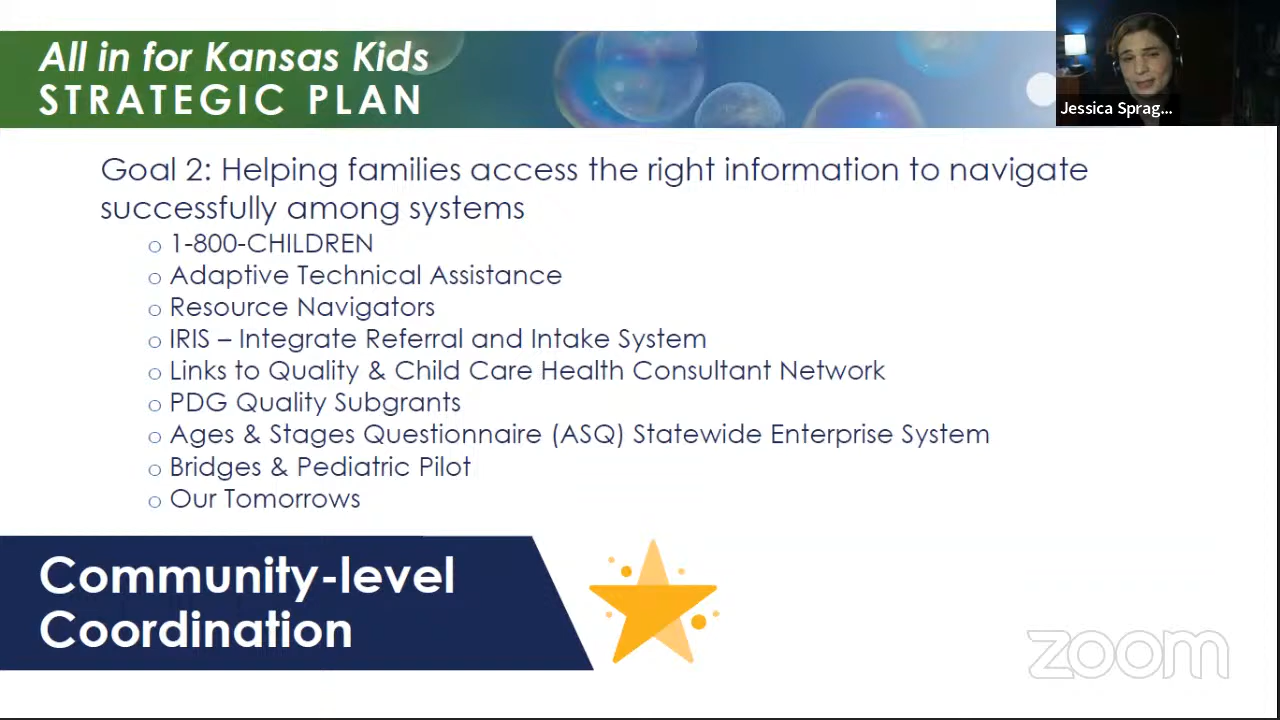 All in for Kansas Kids
STRATEGIC PLAN
Jessica Sprag...
Goal 2: Helping families access the right information to navigate
successfully among systems
o 1-800-CHILDREN
o Adaptive Technical Assistance
o Resource Navigators
o IRIS – Integrate Referral and Intake System
o Links to Quality & Child Care Health Consultant Network
o PDG Quality Subgrants
o Ages & Stages Questionnaire (ASQ) Statewide Enterprise System
o Bridges & Pediatric Pilot
o Our Tomorrows
Community-level
Coordination
zoom